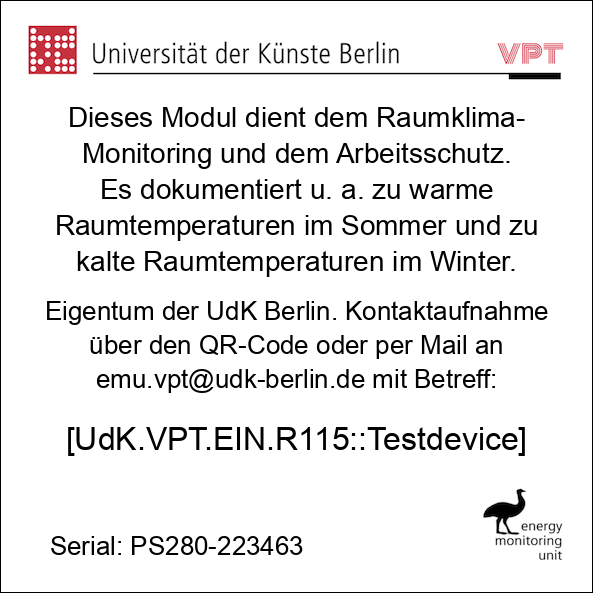 Universität der Künste Berlin
VPT
Dieses Modul dient dem Raumklima-
Monitoring und dem Arbeitsschutz.
Es dokumentiert u. a. zu warme
Raumtemperaturen im Sommer und zu
kalte Raumtemperaturen im Winter.
Eigentum der UdK Berlin. Kontaktaufnahme
über den QR-Code oder per Mail an
emu.vpt@udk-berlin.de mit Betreff:
[UdK.VPT.EIN.R115::Testdevice]
Serial: PS280-223463
energy
monitoring
unit